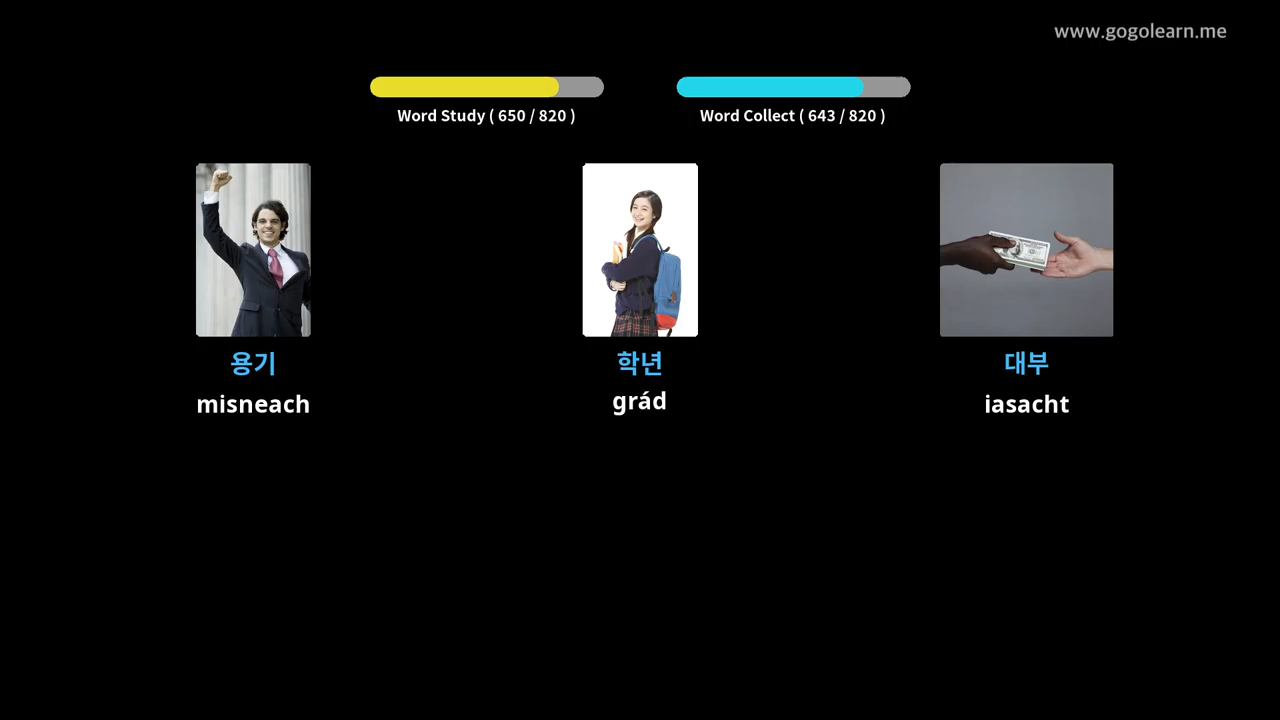 www.gogolearn.me
Word Study ( 650 / 820 )
Word Collect ( 643 / 820 )
용기
학년
대부
misneach
grád
iasacht